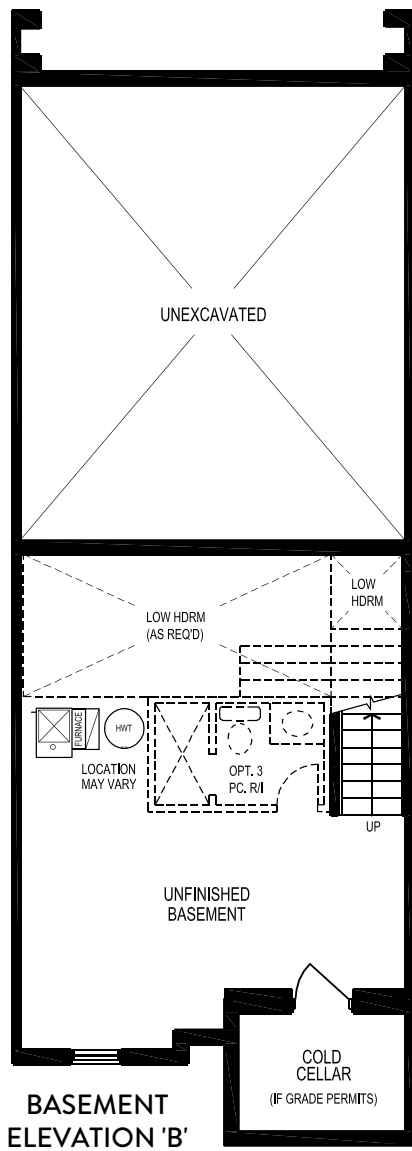 UNEXCAVATED
LOW
HDRM
LOW HDRM
(AS REQ'D)
FURNACE
HWT
LOCATION
MAY VARY
OPT. 3
PC. R/I
UP
UNFINISHED
BASEMENT
COLD
CELLAR
(IF GRADE PERMITS)
BASEMENT
ELEVATION 'B'